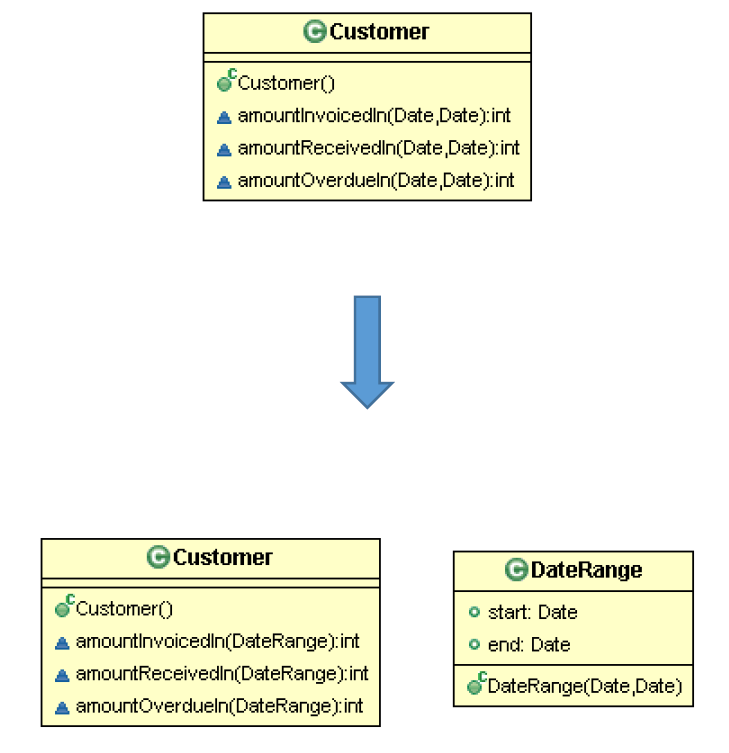 Customer
Customer()
amountInvoicedIn(Date,Date):int
amountReceivedIn(Date,Date):int
amountOverdueIn(Date,Date):int
Customer
Customer()
amountInvoicedIn(DateRange):int
amountReceivedIn(DateRange):int
amountOverdueIn(DateRange):int
DateRange
start: Date
end: Date
DateRange(Date,Date)